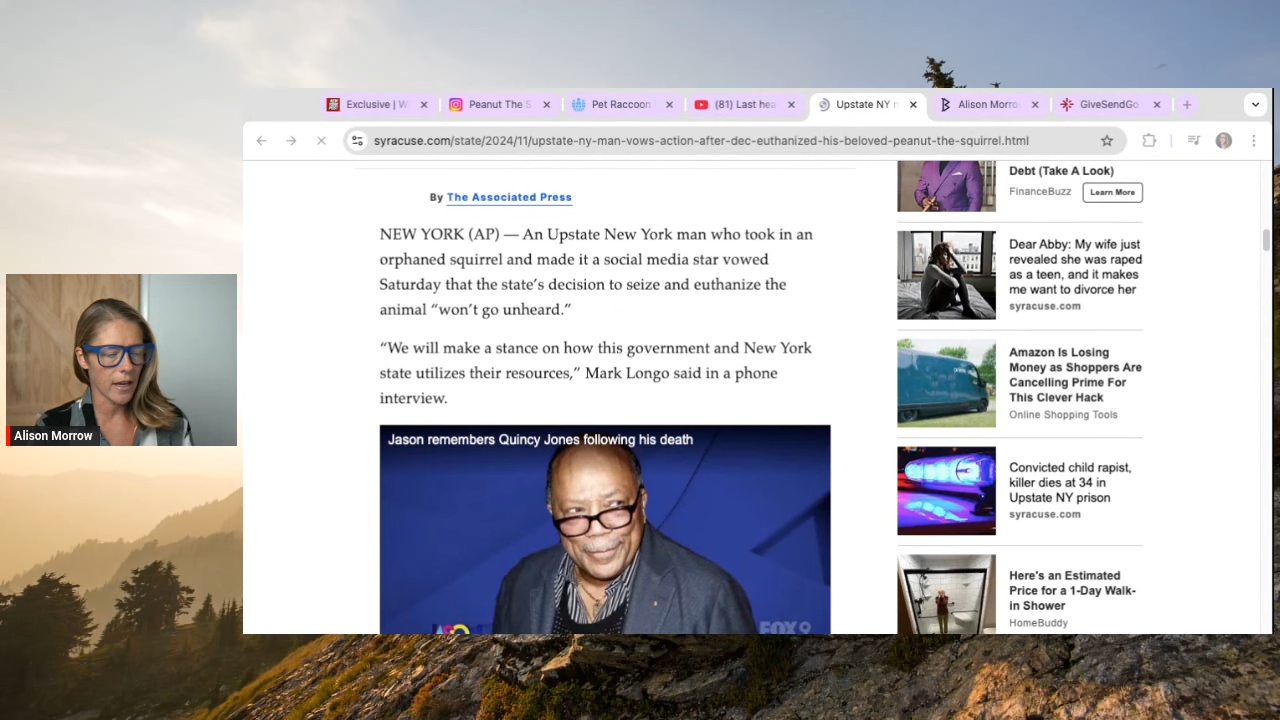 Exclusive | W
Peanut The S
Pet Raccoon
(81) Last hea
Upstate NY m
Alison Morro
GiveSendGo
syracuse.com/state/2024/11/upstate-ny-man-vows-action-after-dec-euthanized-his-beloved-peanut-the-squirrel.html
By The Associated Press
NEW YORK (AP) — An Upstate New York man who took in an
orphaned squirrel and made it a social media star vowed
Saturday that the state’s decision to seize and euthanize the
animal “won’t go unheard.”
“We will make a stance on how this government and New York
state utilizes their resources,” Mark Longo said in a phone
interview.
Jason remembers Quincy Jones following his death
FOX 9
Debt (Take A Look)
FinanceBuzz
Learn More
Dear Abby: My wife just
revealed she was raped
as a teen, and it makes
me want to divorce her
syracuse.com
Amazon Is Losing
Money as Shoppers Are
Cancelling Prime For
This Clever Hack
Online Shopping Tools
Convicted child rapist,
killer dies at 34 in
Upstate NY prison
syracuse.com
Here's an Estimated
Price for a 1-Day Walk-
in Shower
HomeBuddy
Alison Morrow